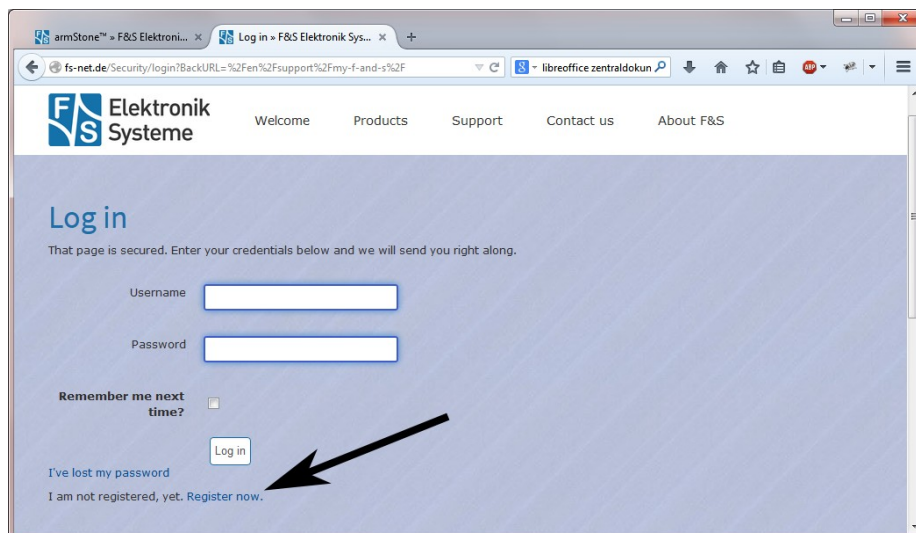 armStone™ » F&S Elektroni... ×
Log in » F&S Elektronik Sys... × +
fs-net.de/Security/login?BackURL=%2Fen%2Fsupport%2Fmy-f-and-s%2F
8 libreoffice zentraldokun
ABP
F S Elektronik Systeme
Welcome Products Support Contact us About F&S
Log in
That page is secured. Enter your credentials below and we will send you right along.
Username
Password
Remember me next
time?
Log in
I've lost my password
I am not registered, yet. Register now.